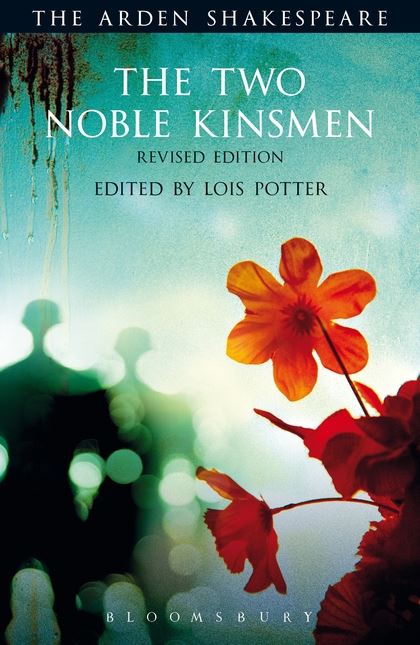 THE ARDEN SHAKESPEARE
THE TWO
NOBLE KINSMEN
REVISED EDITION
EDITED BY LOIS POTTER
BLOOMSBURY